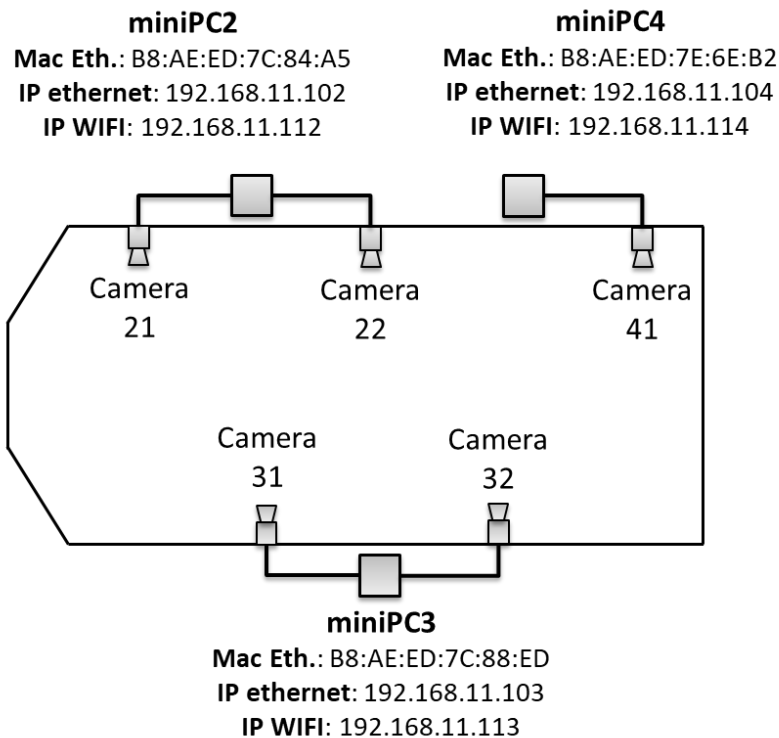 miniPC2
Mac Eth.: B8:AE:ED:7C:84:A5
IP ethernet: 192.168.11.102
IP WIFI: 192.168.11.112
miniPC4
Mac Eth.: B8:AE:ED:7E:6E:B2
IP ethernet: 192.168.11.104
IP WIFI: 192.168.11.114
Camera
21
Camera
22
Camera
41
Camera
31
Camera
32
miniPC3
Mac Eth.: B8:AE:ED:7C:88:ED
IP ethernet: 192.168.11.103
IP WIFI: 192.168.11.113